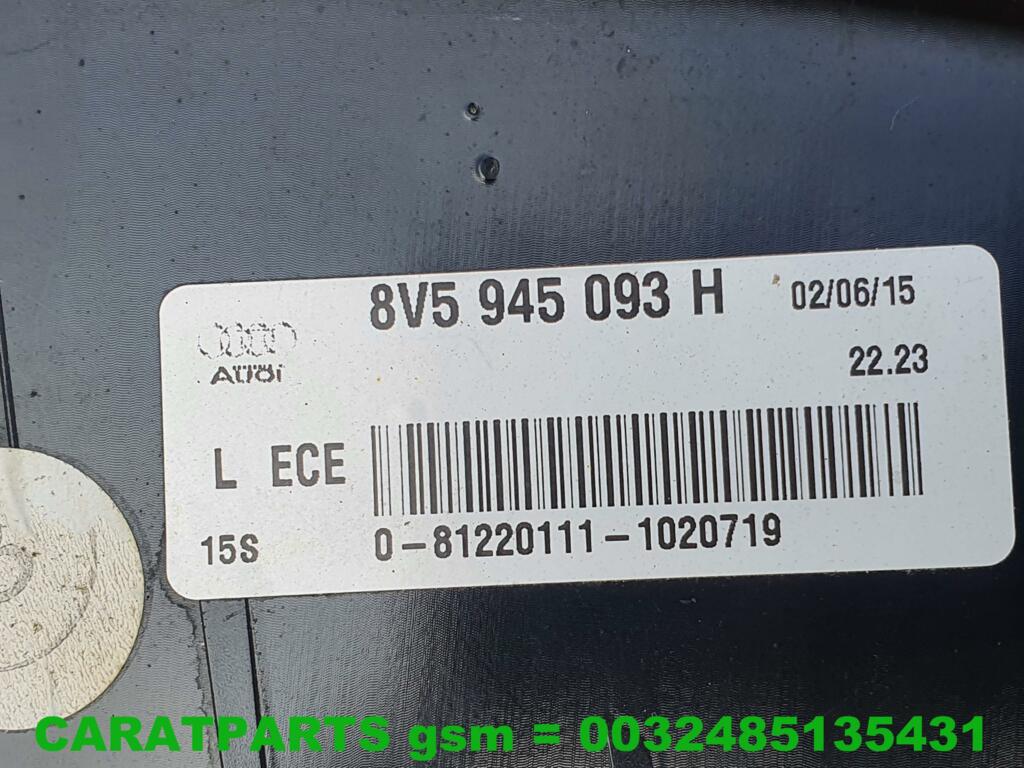 8V5 945 093 H 02/06/15
22.23
AUDI
L ECE
15S 0-81220111-1020719
CARATPARTS gsm = 0032485135431